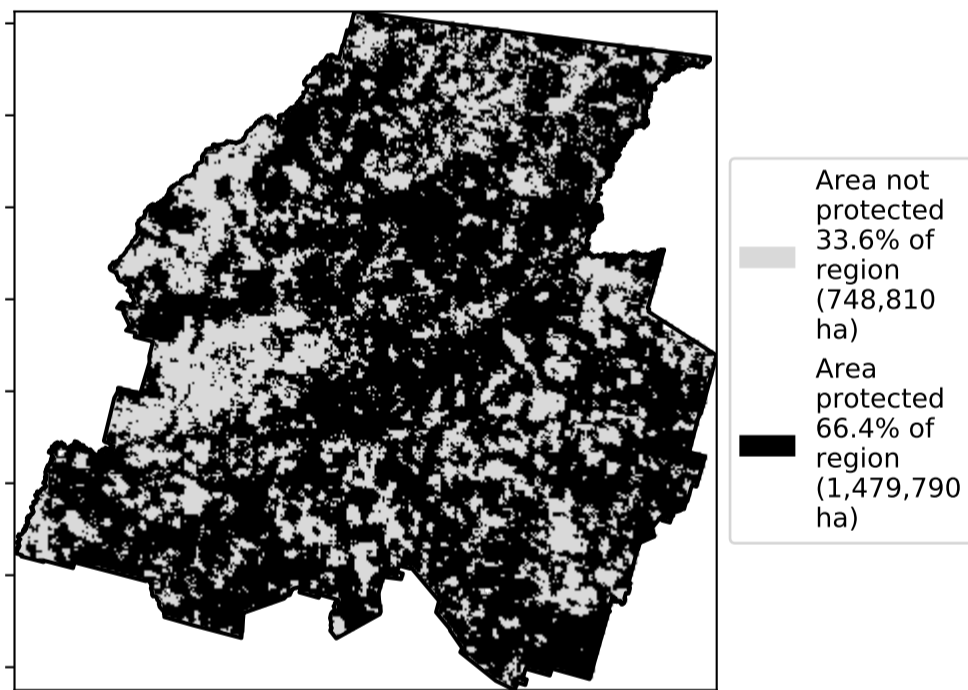 Area not
protected
33.6% of
region
(748,810
ha)
Area
protected
66.4% of
region
(1,479,790
ha)